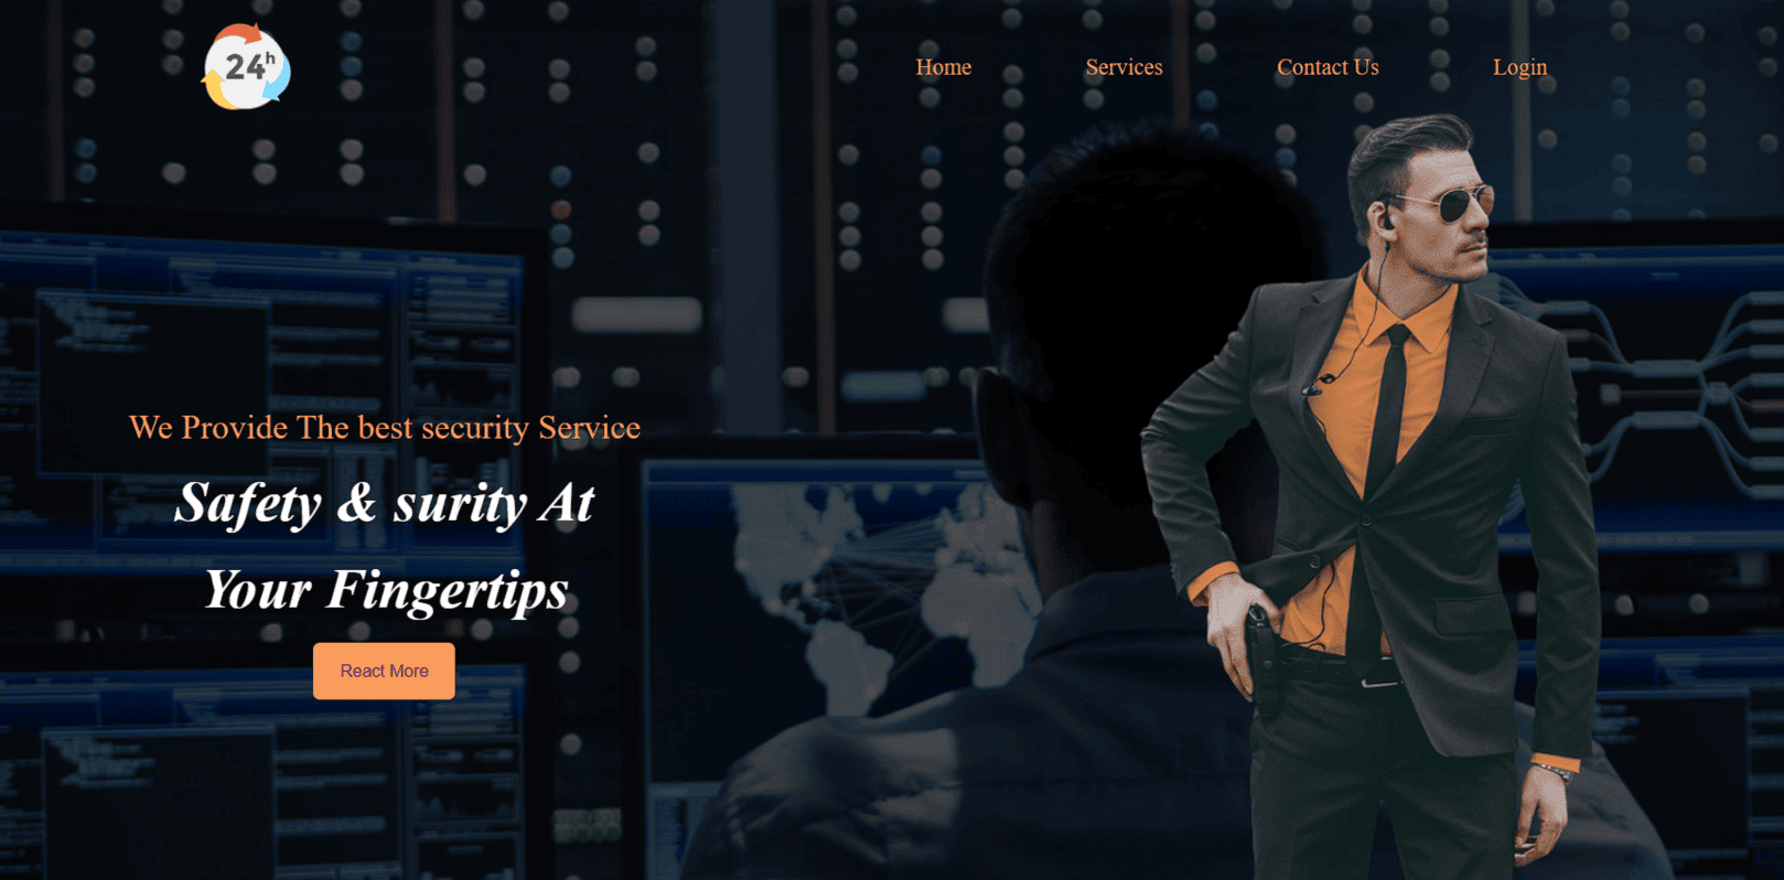 24h
Home
Services
Contact Us
Login
We Provide The best security Service
Safety & surity At
Your Fingertips
React More